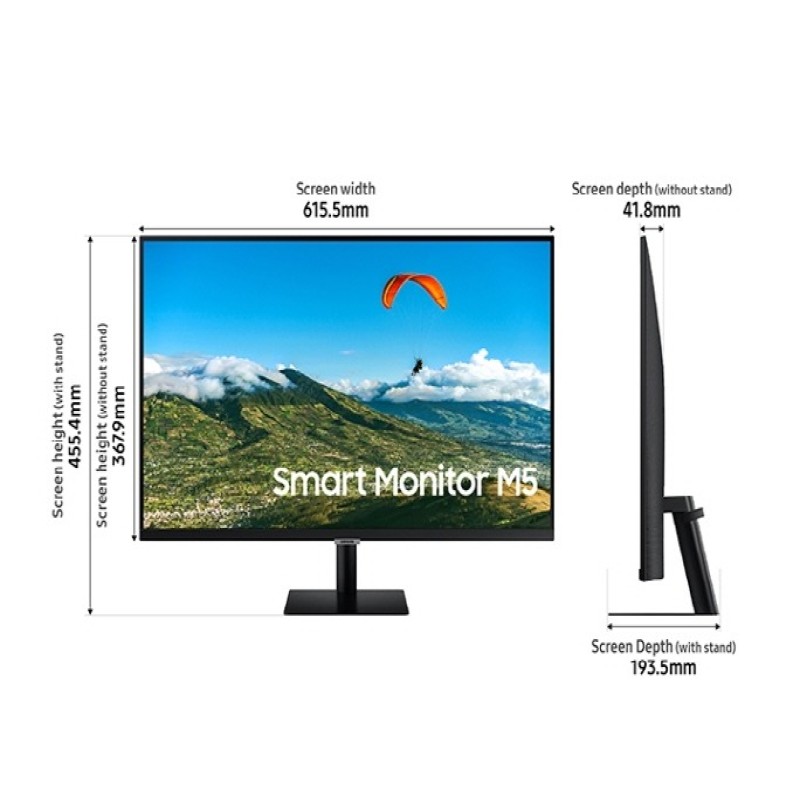 Screen width
615.5mm
Screen depth (without stand)
41.8mm
Screen height (with stand)
455.4mm
Screen height (without stand)
367.9mm
Smart Monitor M5
Screen Depth (with stand)
193.5mm